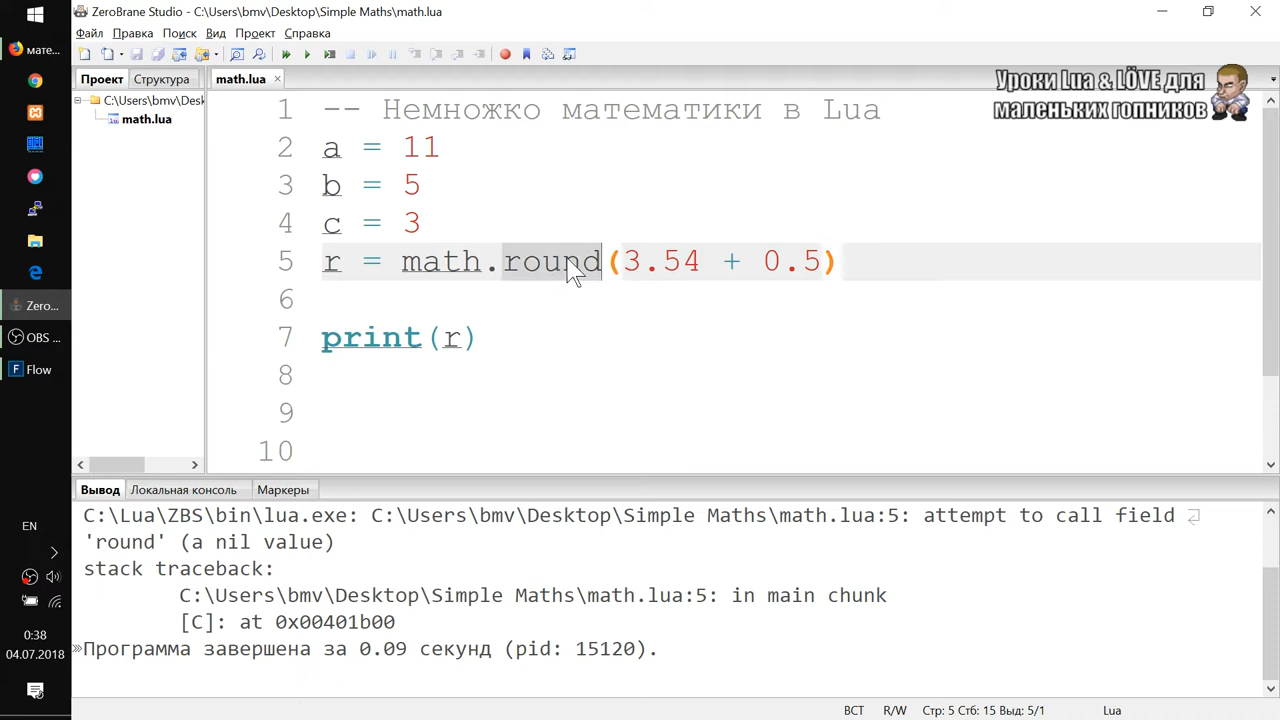 ZeroBrane Studio - C:\Users\bmv\Desktop\Simple Maths\math.lua
Файл Правка Поиск Вид Проект Справка
мате...
Проект Структура math.lua
C:\Users\bmv\Desk
math.lua
Уроки Lua & LÖVE для
маленьких гопников
1 -- Немножко математики в Lua
2 a = 11
3 b = 5
4 c = 3
5 r = math.round(3.54 + 0.5)
6
7 print(r)
8
9
10
Zero...
OBS ...
F Flow
Вывод Локальная консоль Маркеры
C:\Lua\ZBS\bin\lua.exe: C:\Users\bmv\Desktop\Simple Maths\math.lua:5: attempt to call field
'round' (a nil value)
stack traceback:
C:\Users\bmv\Desktop\Simple Maths\math.lua:5: in main chunk
[C]: at 0x00401b00
Программа завершена за 0.09 секунд (pid: 15120).
EN
0:38
04.07.2018
ВСТ R/W Стр: 5 Стб: 15 Выд: 5/1 Lua